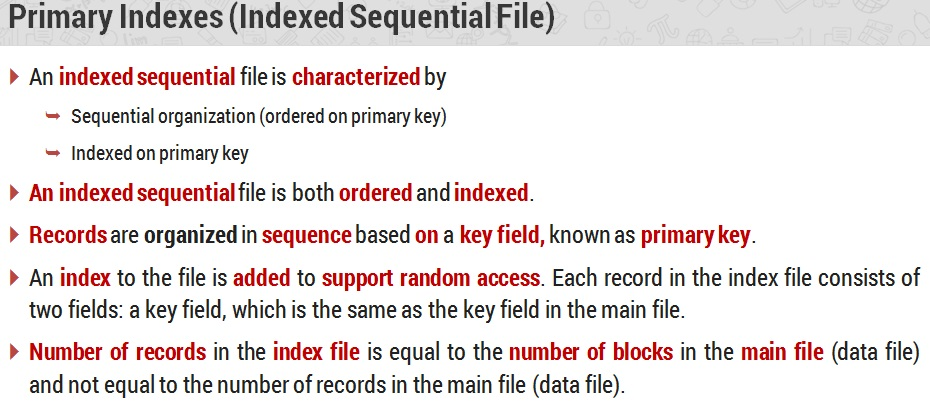 Primary Indexes (Indexed Sequential File)
An indexed sequential file is characterized by
Sequential organization (ordered on primary key)
Indexed on primary key
An indexed sequential file is both ordered and indexed.
Records are organized in sequence based on a key field, known as primary key.
An index to the file is added to support random access. Each record in the index file consists of
two fields: a key field, which is the same as the key field in the main file.
Number of records in the index file is equal to the number of blocks in the main file (data file)
and not equal to the number of records in the main file (data file).